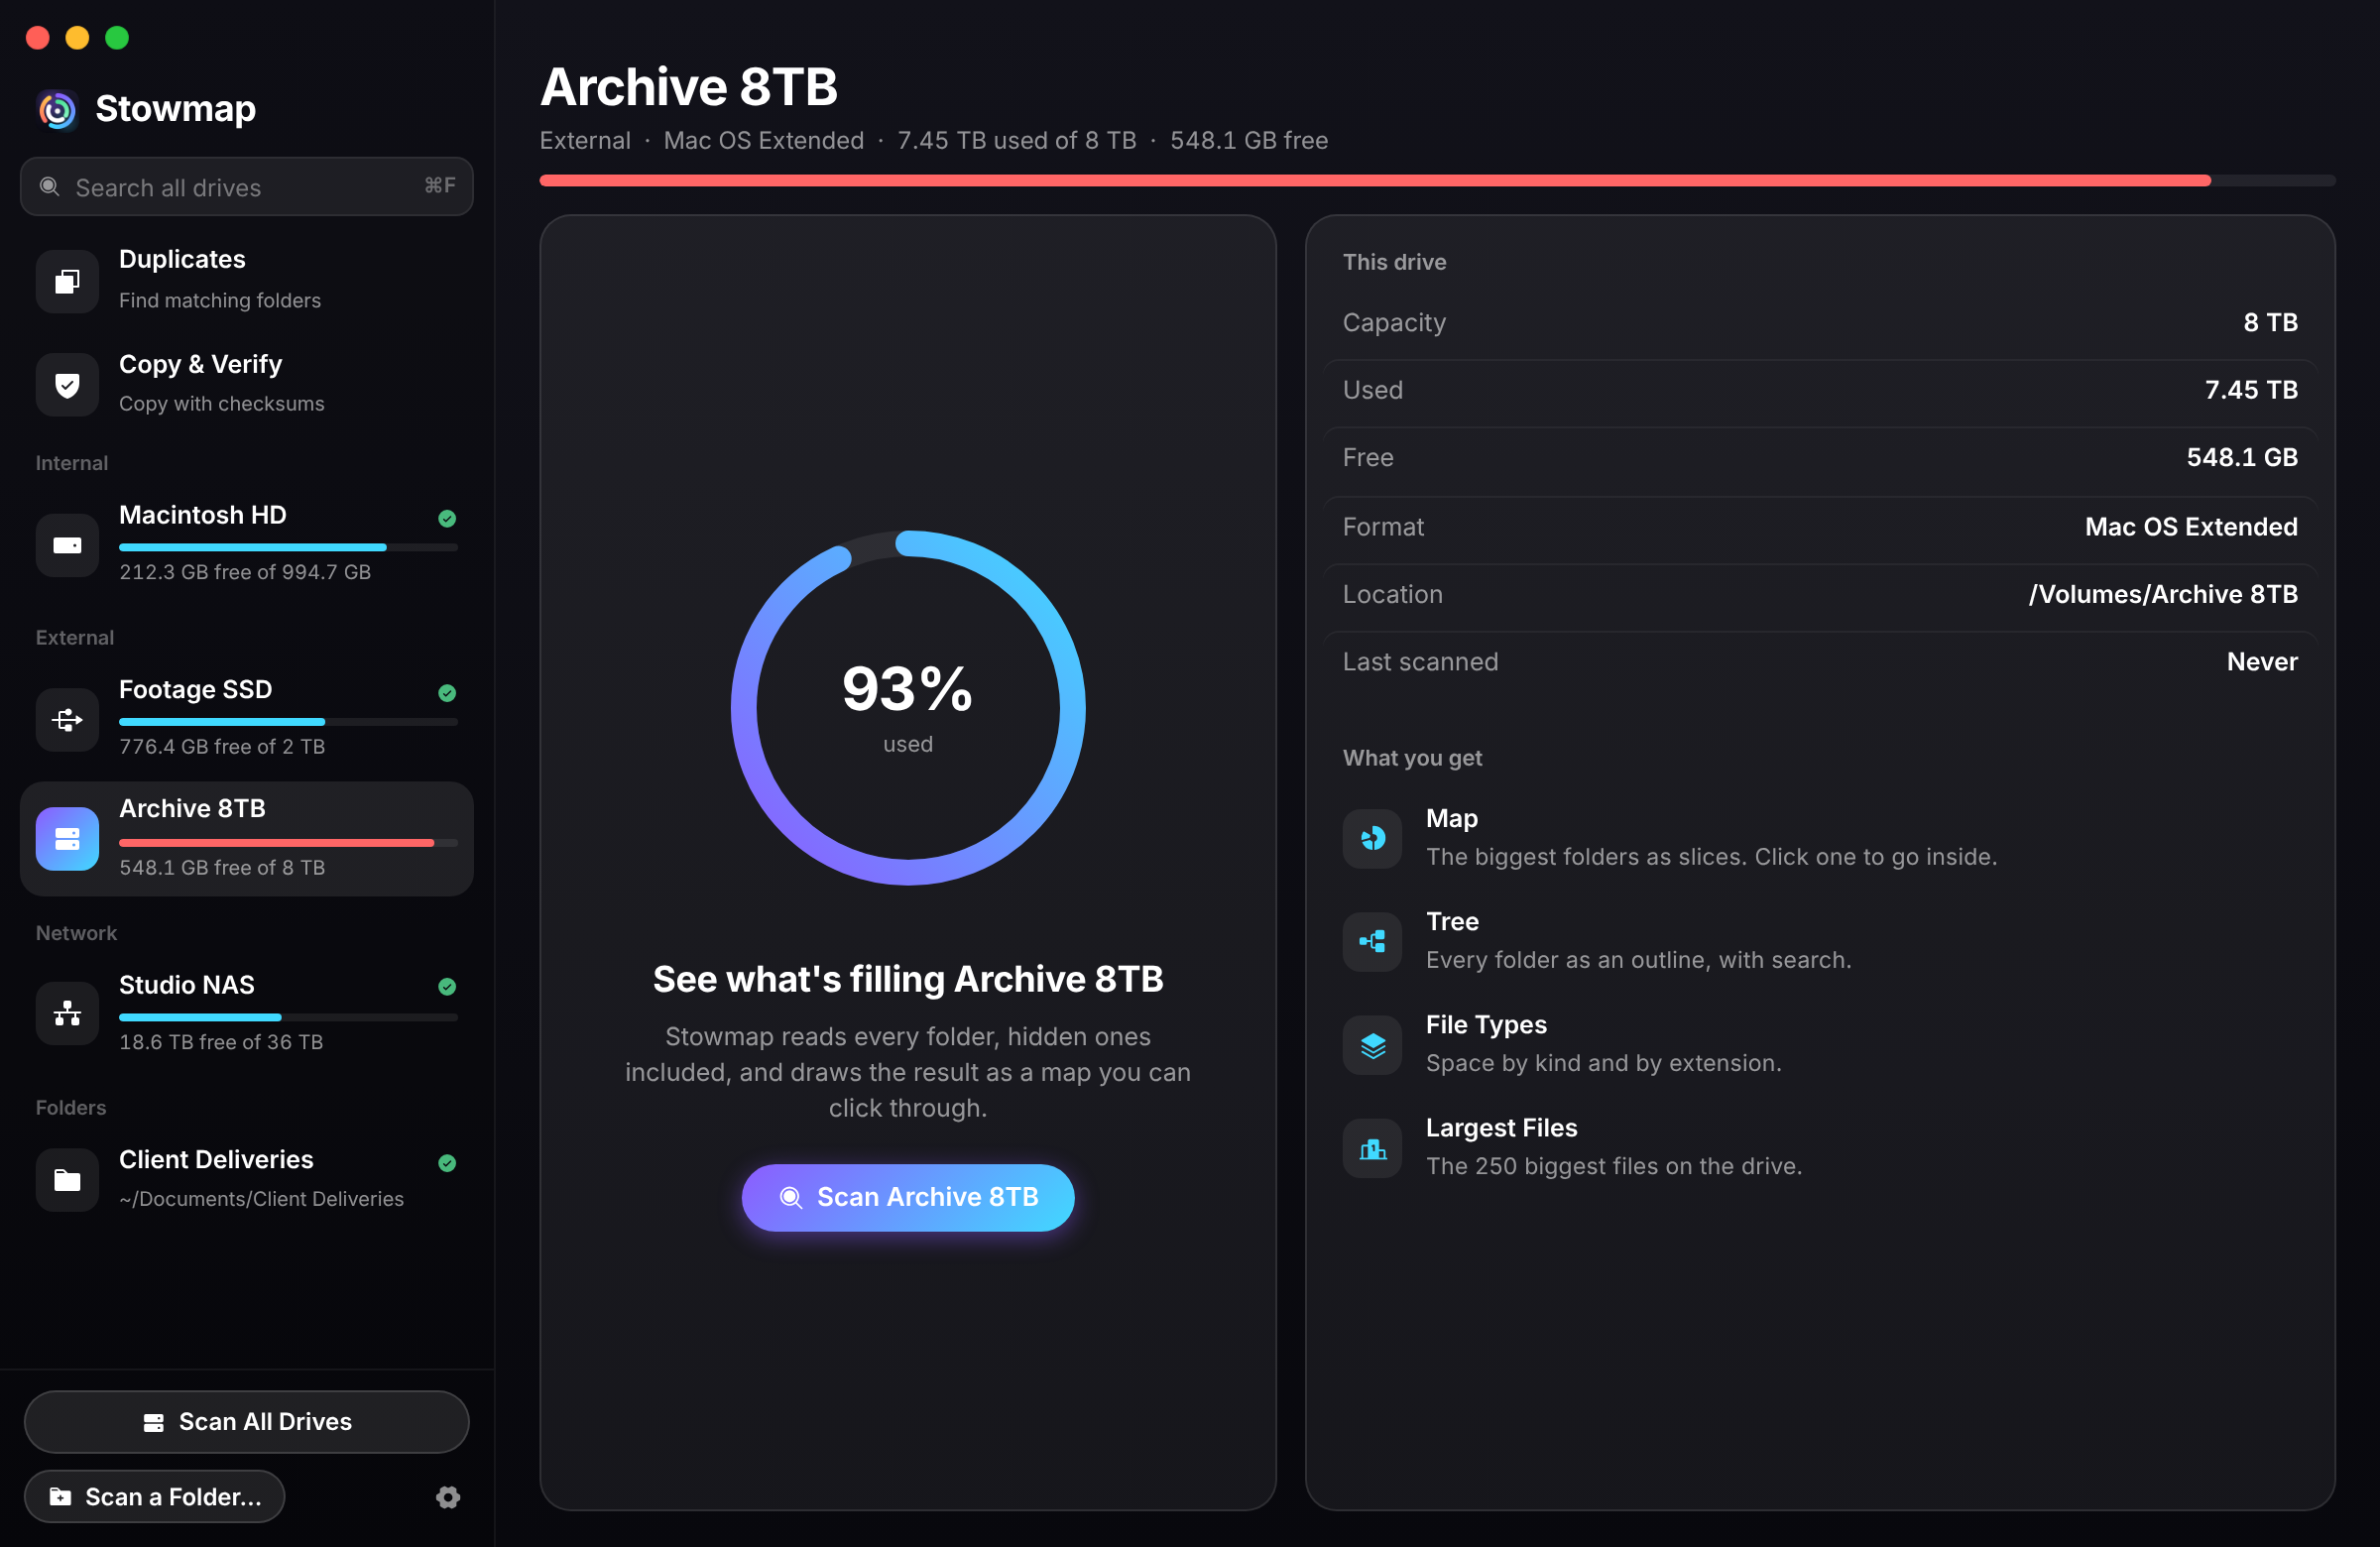 Stowmap
Search all drives ⌘F
Duplicates
Find matching folders
Copy & Verify
Copy with checksums
Internal
Macintosh HD
212.3 GB free of 994.7 GB
External
Footage SSD
776.4 GB free of 2 TB
Archive 8TB
548.1 GB free of 8 TB
Network
Studio NAS
18.6 TB free of 36 TB
Folders
Client Deliveries
~/Documents/Client Deliveries
Scan All Drives
Scan a Folder...
Archive 8TB
External · Mac OS Extended · 7.45 TB used of 8 TB · 548.1 GB free
93%
used
See what's filling Archive 8TB
Stowmap reads every folder, hidden ones
included, and draws the result as a map you can
click through.
Scan Archive 8TB
This drive
Capacity 8 TB
Used 7.45 TB
Free 548.1 GB
Format Mac OS Extended
Location /Volumes/Archive 8TB
Last scanned Never
What you get
Map
The biggest folders as slices. Click one to go inside.
Tree
Every folder as an outline, with search.
File Types
Space by kind and by extension.
Largest Files
The 250 biggest files on the drive.